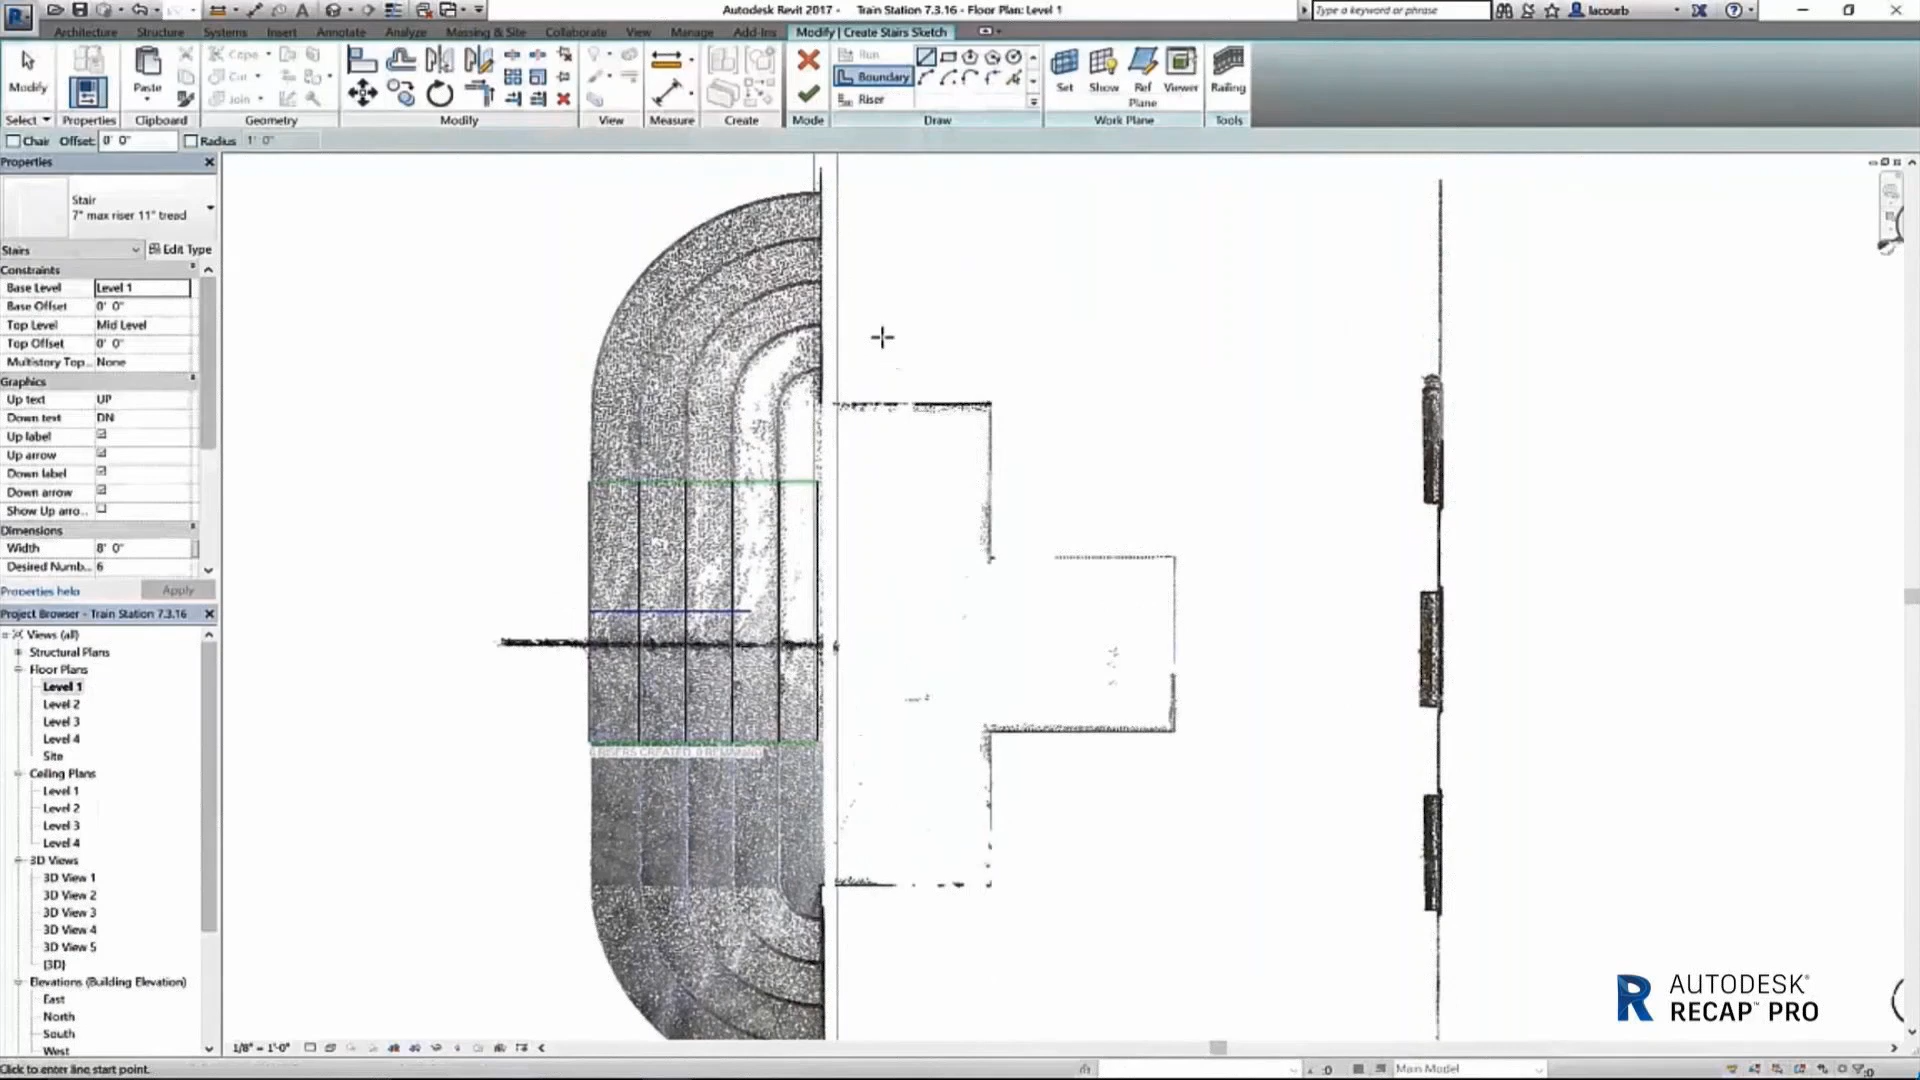 Autodesk Revit 2017 - Train Station 7.3.16 - Floor Plan: Level 1
Type a keyword or phrase
lacourb
Architecture Structure Systems Insert Annotate Analyze Massing & Site Collaborate View Manage Add-Ins Modify | Create Stairs Sketch
Modify
Paste
Cope
Cut
Join
Run
Boundary
Riser
Set
Show
Ref
Plane
Viewer
Railing
Select Properties Clipboard Geometry Modify View Measure Create Mode Draw Work Plane Tools
Chain Offset: 0' 0" Radius 1' 0"
Properties
Stair
7" max riser 11" tread
Stairs
Edit Type
Constraints
Base Level Level 1
Base Offset 0' 0"
Top Level Mid Level
Top Offset 0' 0"
Multistory Top... None
Graphics
Up text UP
Down text DN
Up label
Up arrow
Down label
Down arrow
Show Up arro...
Dimensions
Width 8' 0"
Desired Numb... 6
Properties help Apply
Project Browser - Train Station 7.3.16
Views (all)
Structural Plans
Floor Plans
Level 1
Level 2
Level 3
Level 4
Site
Ceiling Plans
Level 1
Level 2
Level 3
Level 4
3D Views
3D View 1
3D View 2
3D View 3
3D View 4
3D View 5
{3D}
Elevations (Building Elevation)
East
North
South
West
6 RISERS CREATED, 0 REMAINING
AUTODESK®
RECAP™ PRO
1/8" = 1'-0"
Click to enter line start point.
:0
Main Model
:0